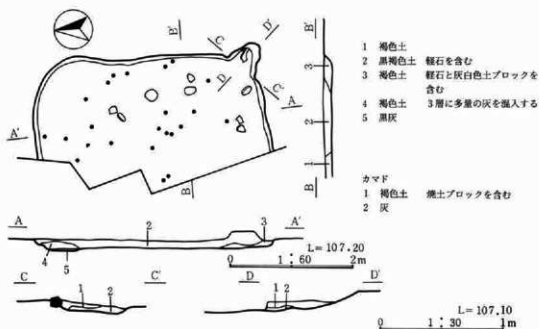 B'
C
D'
D
C'
A
A'
B
B'
3
2
1
B
1 褐色土
2 黒褐色土 軽石を含む
3 褐色土 軽石と灰白色土ブロックを
含む
4 褐色土 3層に多量の灰を混入する
5 黒灰
カマド
1 褐色土 焼土ブロックを含む
2 灰
A
2
3
A'
4
5
L=107.20
0 1:60 2m
C
1
2
C'
D
1
2
D'
L=107.10
0 1:30 1m